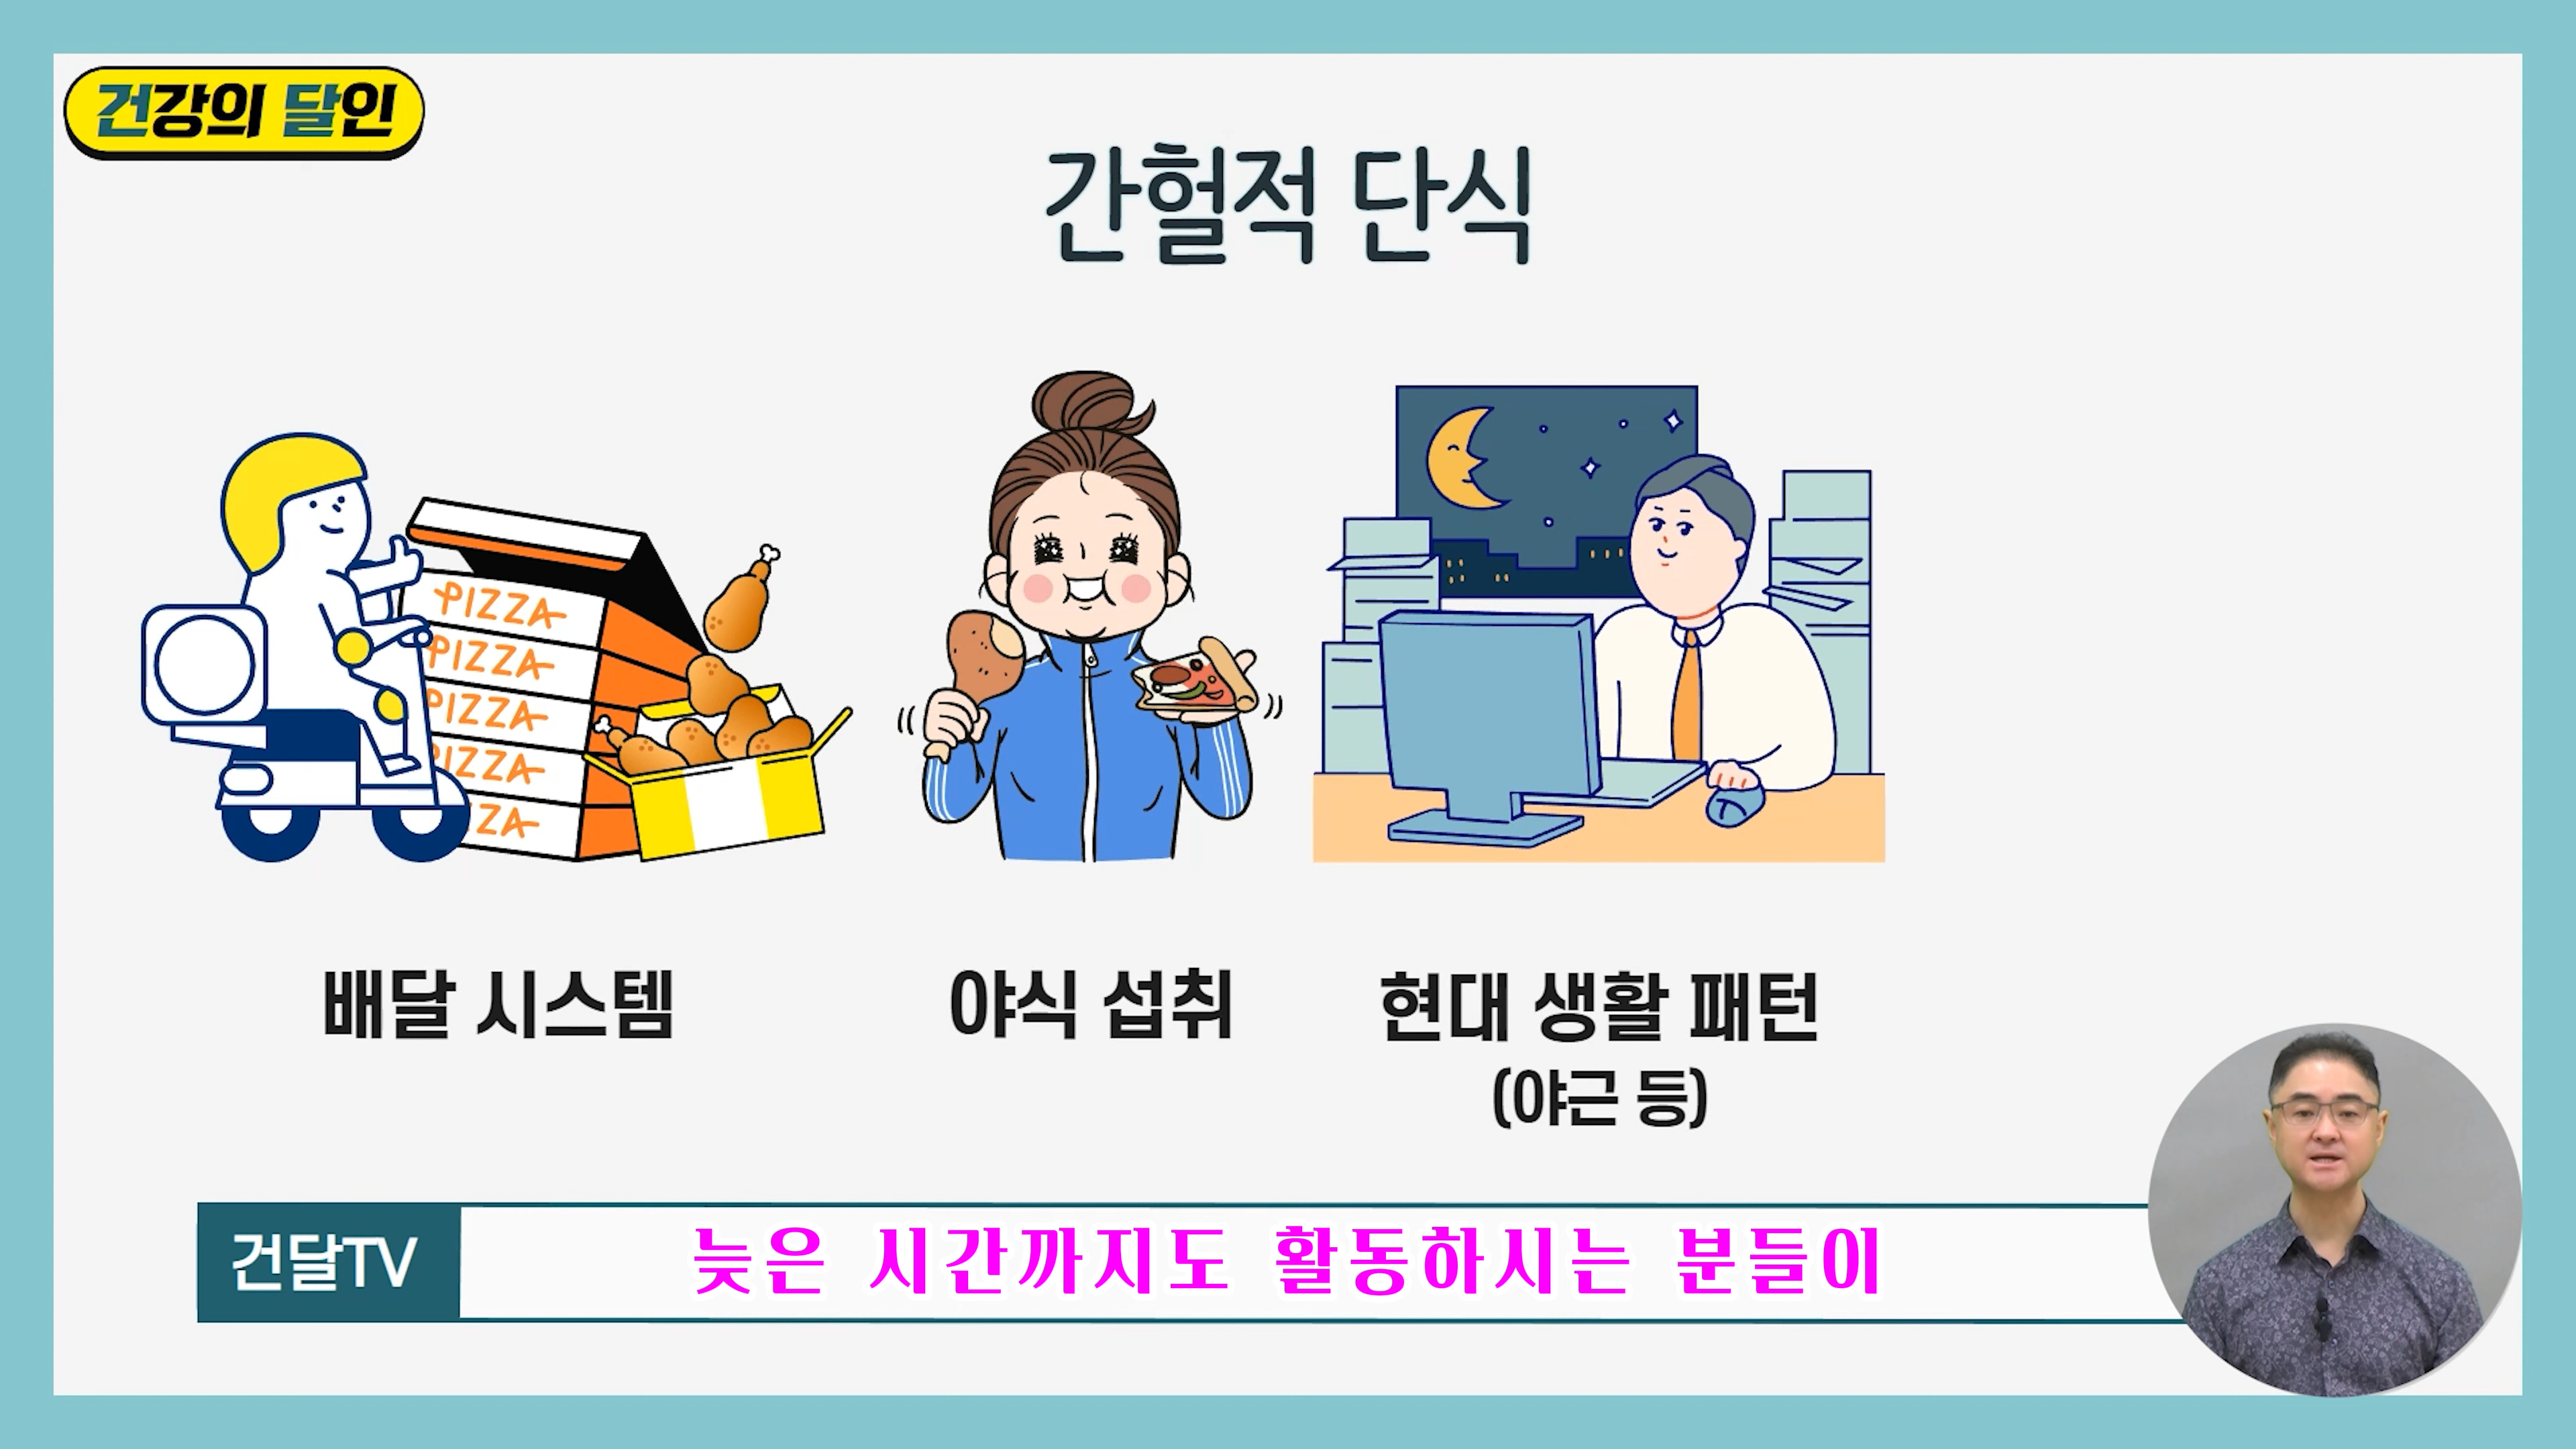 건강의 달인
간헐적 단식
PIZZA
PIZZA
PIZZA
PIZZA
ZZA
배달 시스템
야식 섭취
현대 생활 패턴
(야근 등)
건달TV
늦은 시간까지도 활동하시는 분들이